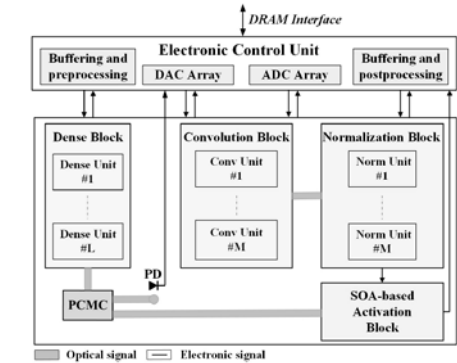 DRAM Interface
Electronic Control Unit
Buffering and
preprocessing
DAC Array
ADC Array
Buffering and
postprocessing
Dense Block
Dense Unit
#1
Dense Unit
#L
Convolution Block
Conv Unit
#1
Conv Unit
#M
Normalization Block
Norm Unit
#1
Norm Unit
#M
PD
PCMC
SOA-based
Activation
Block
Optical signal
Electronic signal